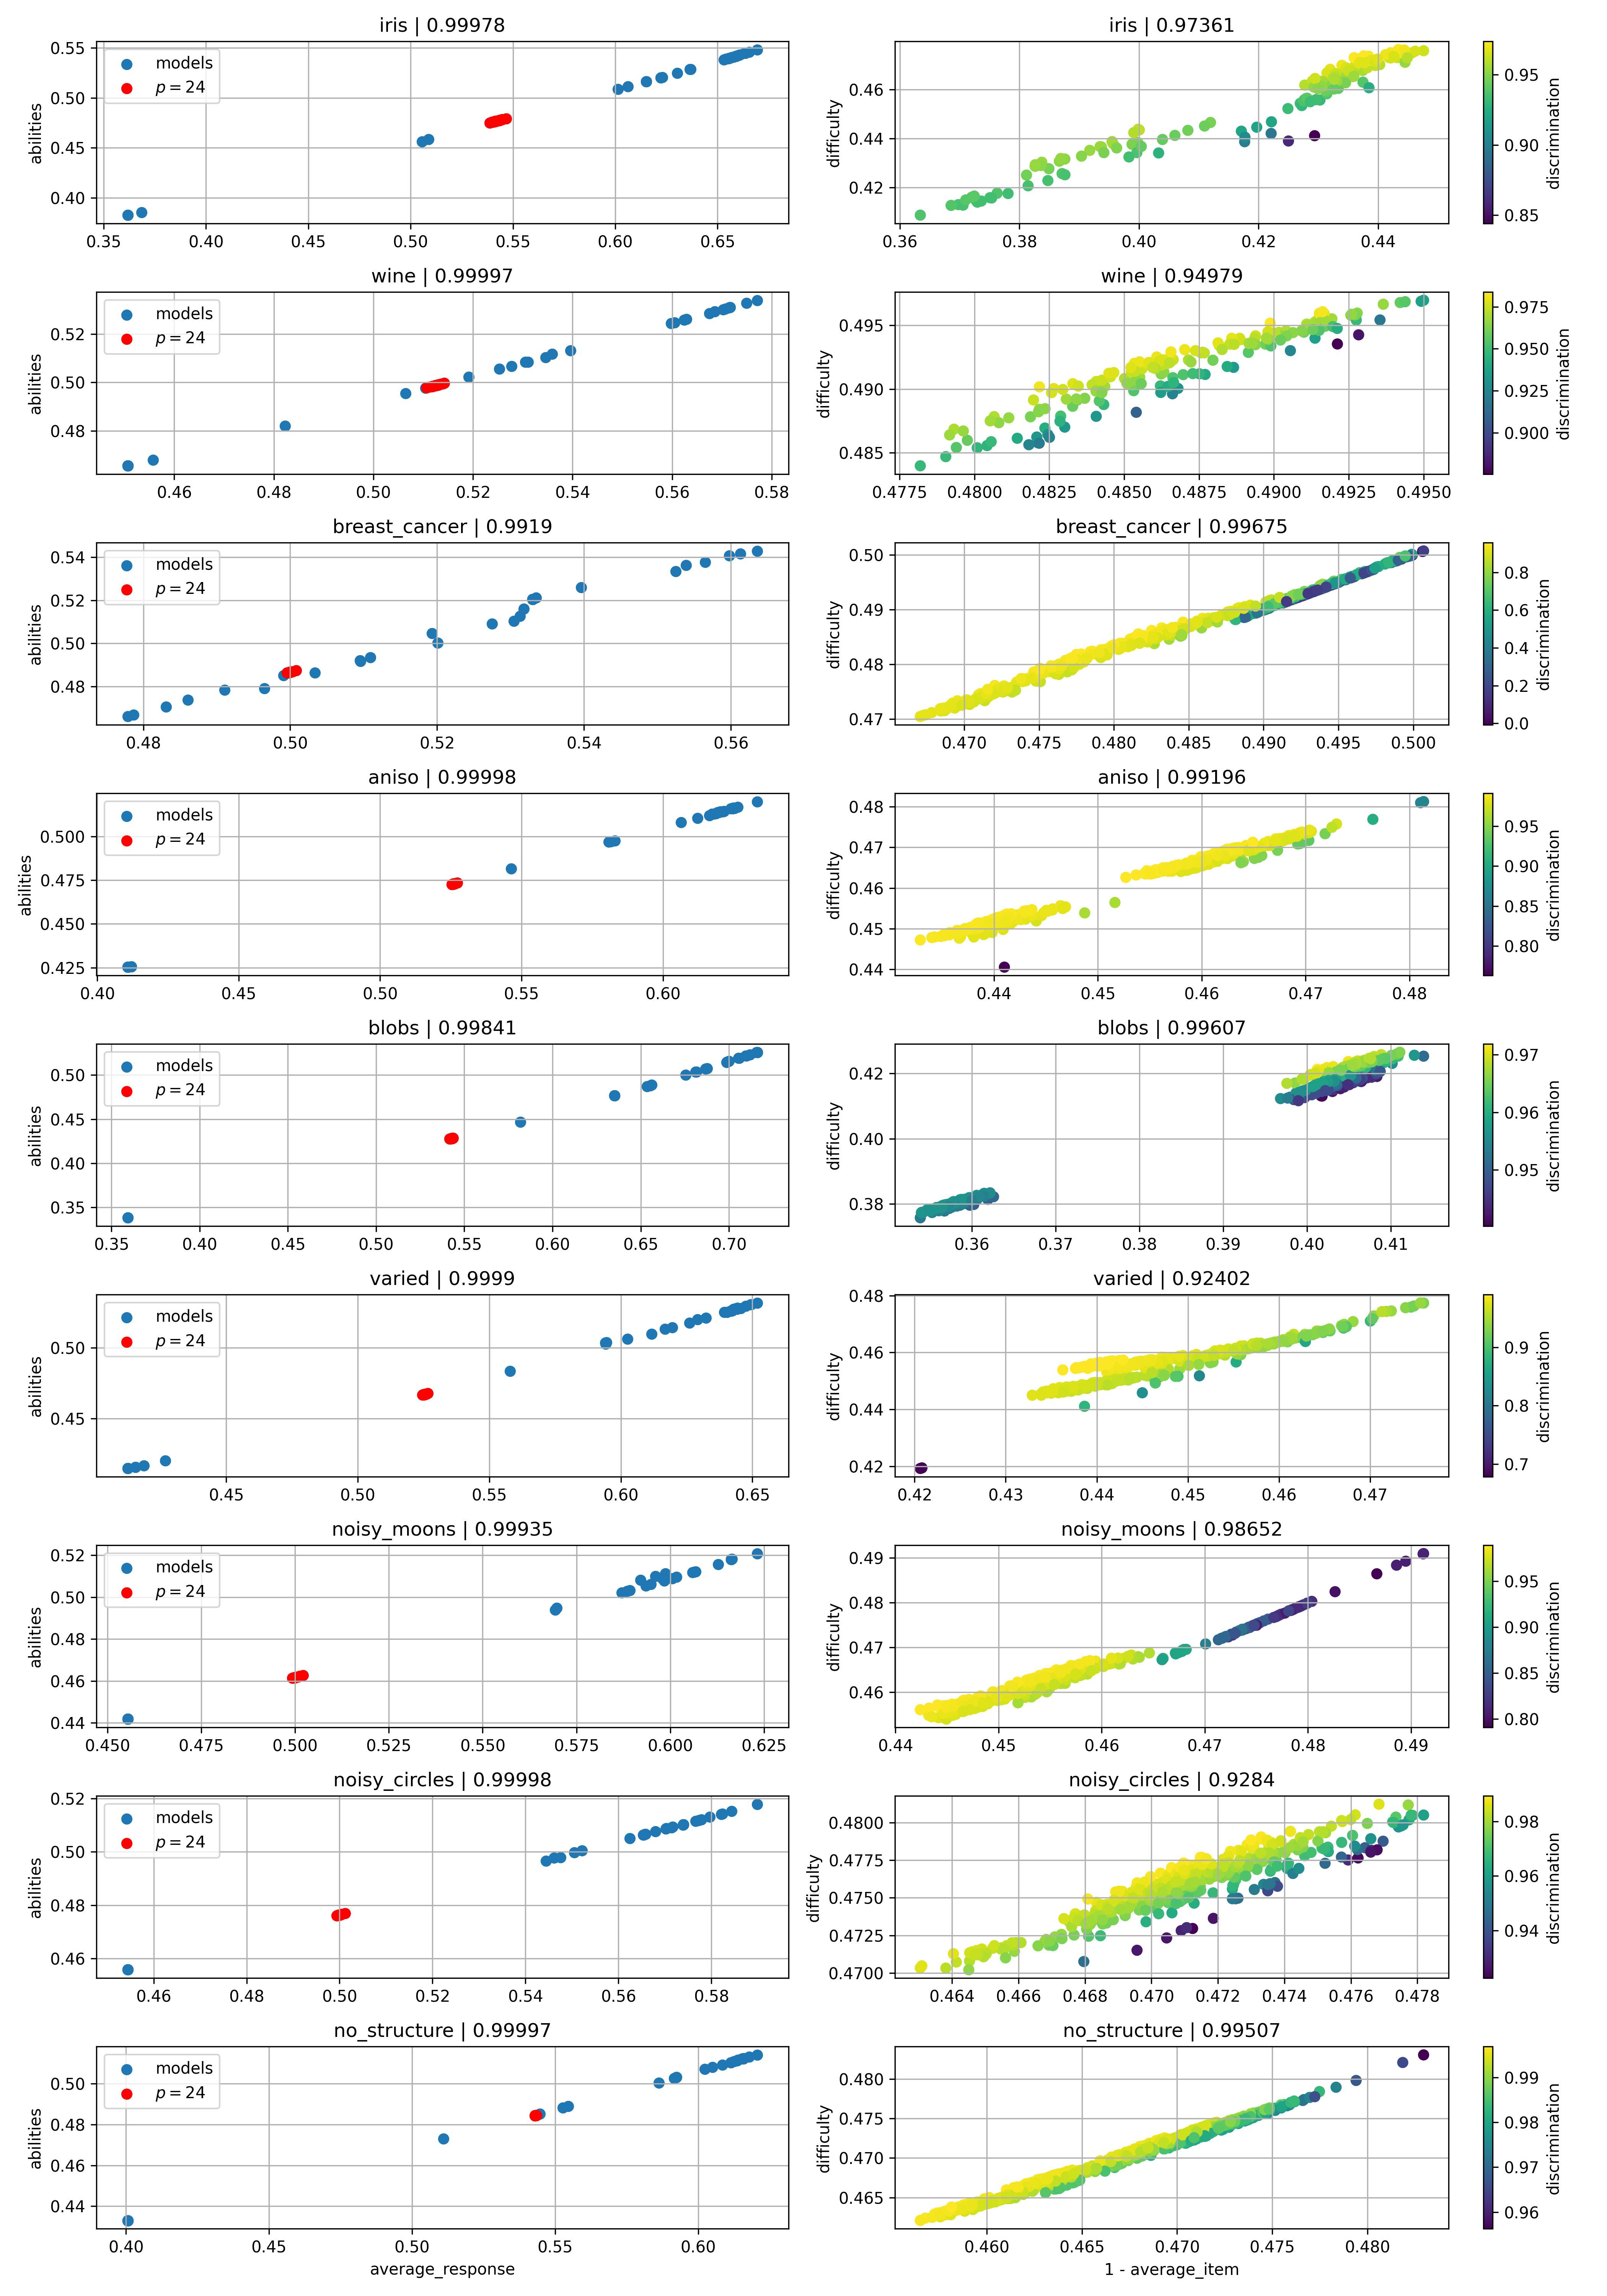 iris | 0.99978
abilities
0.55
0.50
0.45
0.40
models
p = 24
0.35 0.40 0.45 0.50 0.55 0.60 0.65
iris | 0.97361
difficulty
0.46
0.44
0.42
0.36 0.38 0.40 0.42 0.44
0.95
0.90
0.85
discrimination
wine | 0.99997
abilities
0.52
0.50
0.48
models
p = 24
0.46 0.48 0.50 0.52 0.54 0.56 0.58
wine | 0.94979
difficulty
0.495
0.490
0.485
0.4775 0.4800 0.4825 0.4850 0.4875 0.4900 0.4925 0.4950
0.975
0.950
0.925
0.900
discrimination
breast_cancer | 0.9919
abilities
0.54
0.52
0.50
0.48
models
p = 24
0.48 0.50 0.52 0.54 0.56
breast_cancer | 0.99675
difficulty
0.50
0.49
0.48
0.47
0.470 0.475 0.480 0.485 0.490 0.495 0.500
0.8
0.6
0.4
0.2
0.0
discrimination
aniso | 0.99998
abilities
0.500
0.475
0.450
0.425
models
p = 24
0.40 0.45 0.50 0.55 0.60
aniso | 0.99196
difficulty
0.48
0.47
0.46
0.45
0.44
0.44 0.45 0.46 0.47 0.48
0.95
0.90
0.85
0.80
discrimination
blobs | 0.99841
abilities
0.50
0.45
0.40
0.35
models
p = 24
0.35 0.40 0.45 0.50 0.55 0.60 0.65 0.70
blobs | 0.99607
difficulty
0.42
0.40
0.38
0.36 0.37 0.38 0.39 0.40 0.41
0.97
0.96
0.95
discrimination
varied | 0.9999
abilities
0.50
0.45
models
p = 24
0.45 0.50 0.55 0.60 0.65
varied | 0.92402
difficulty
0.48
0.46
0.44
0.42
0.42 0.43 0.44 0.45 0.46 0.47
0.9
0.8
0.7
discrimination
noisy_moons | 0.99935
abilities
0.52
0.50
0.48
0.46
0.44
models
p = 24
0.450 0.475 0.500 0.525 0.550 0.575 0.600 0.625
noisy_moons | 0.98652
difficulty
0.49
0.48
0.47
0.46
0.44 0.45 0.46 0.47 0.48 0.49
0.95
0.90
0.85
0.80
discrimination
noisy_circles | 0.99998
abilities
0.52
0.50
0.48
0.46
models
p = 24
0.46 0.48 0.50 0.52 0.54 0.56 0.58
noisy_circles | 0.9284
difficulty
0.4800
0.4775
0.4750
0.4725
0.4700
0.464 0.466 0.468 0.470 0.472 0.474 0.476 0.478
0.98
0.96
0.94
discrimination
no_structure | 0.99997
abilities
0.50
0.48
0.46
0.44
models
p = 24
0.40 0.45 0.50 0.55 0.60
average_response
no_structure | 0.99507
difficulty
0.480
0.475
0.470
0.465
0.460 0.465 0.470 0.475 0.480
1 - average_item
0.99
0.98
0.97
0.96
discrimination